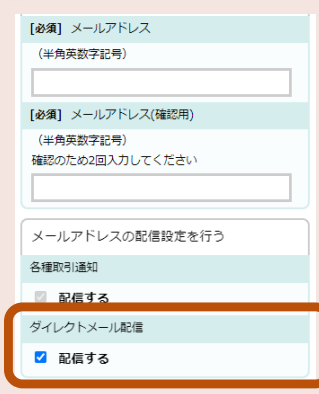 [必須] メールアドレス
（半角英数字記号）
[必須] メールアドレス(確認用)
（半角英数字記号）
確認のため2回入力してください
メールアドレスの配信設定を行う
各種取引通知
配信する
ダイレクトメール配信
配信する